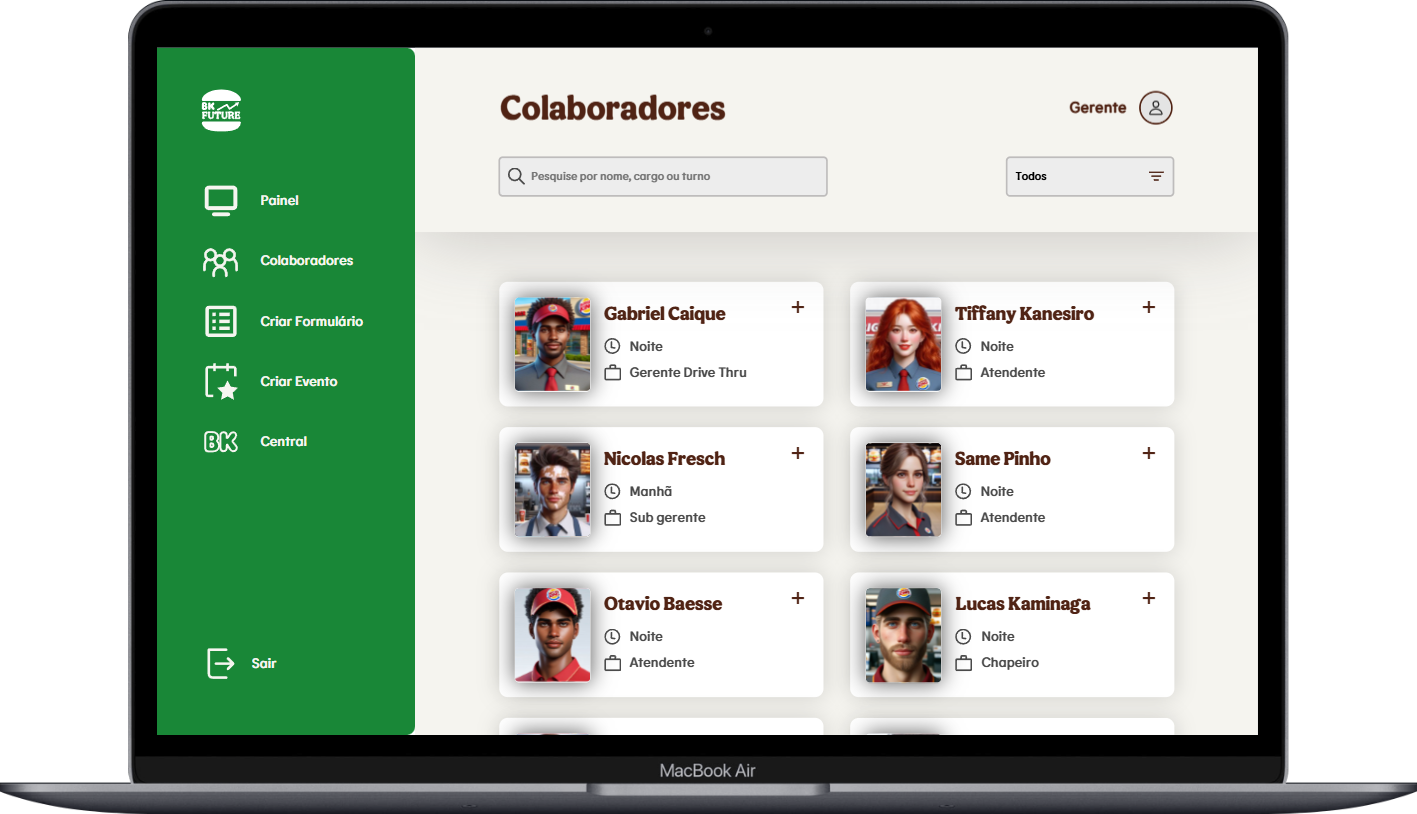 BK
FUTURE
Painel
Colaboradores
Criar Formulário
Criar Evento
BK
Central
Sair
Colaboradores
Gerente
Pesquise por nome, cargo ou turno
Todos
Gabriel Caique
Noite
Gerente Drive Thru
Tiffany Kanesiro
Noite
Atendente
Nicolas Fresch
Manhã
Sub gerente
Same Pinho
Noite
Atendente
Otavio Baesse
Noite
Atendente
Lucas Kaminaga
Noite
Chapeiro
MacBook Air